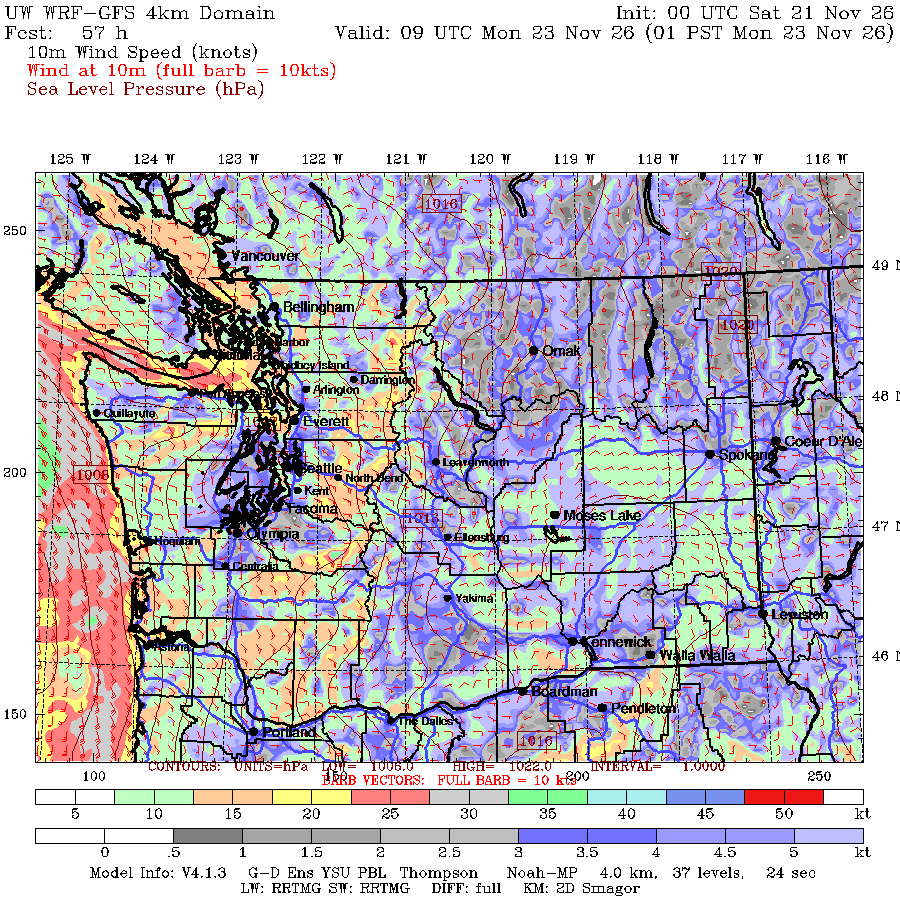 UW WRF-GFS 4km Domain Init: 00 UTC Sat 21 Nov 26
Fcst: 57 h Valid: 09 UTC Mon 23 Nov 26 (01 PST Mon 23 Nov 26)
10m Wind Speed (knots)
Wind at 10m (full barb = 10kts)
Sea Level Pressure (hPa)
125 W 124 W 123 W 122 W 121 W 120 W 119 W 118 W 117 W 116 W
1016
250
Vancouver
49 N
1020
Bellingham
1020
Omak
Whidbey Island
Darrington
Arlington
48 N
Quillayute
Everett
Coeur D'Ale
Spokane
Leavenworth
200
Seattle
1008
North Bend
Kent
Tacoma
Moses Lake
1013
47 N
Olympia
Ellensburg
Hoquiam
Centralia
Yakima
Lewiston
Kennewick
Astoria
Walla Walla
46 N
Boardman
Pendleton
150
The Dalles
Portland
1016
CONTOURS: UNITS=hPa LOW= 1006.0 HIGH= 1022.0 INTERVAL= 1.0000
100 150 200 250
BARB VECTORS: FULL BARB = 10 kts
5 10 15 20 25 30 35 40 45 50 kt
0 .5 1 1.5 2 2.5 3 3.5 4 4.5 5 kt
Model Info: V4.1.3 G-D Ens YSU PBL Thompson Noah-MP 4.0 km, 37 levels, 24 sec
LW: RRTMG SW: RRTMG DIFF: full KM: 2D Smagor